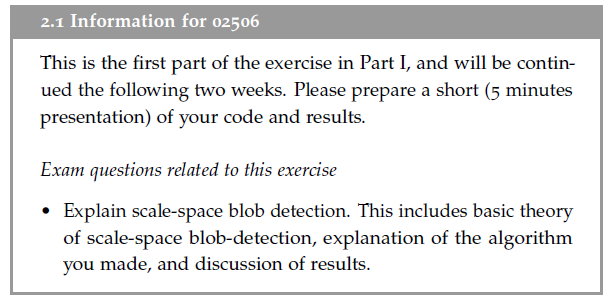 2.1 Information for 02506
This is the first part of the exercise in Part I, and will be contin-
ued the following two weeks. Please prepare a short (5 minutes
presentation) of your code and results.
Exam questions related to this exercise
• Explain scale-space blob detection. This includes basic theory
of scale-space blob-detection, explanation of the algorithm
you made, and discussion of results.